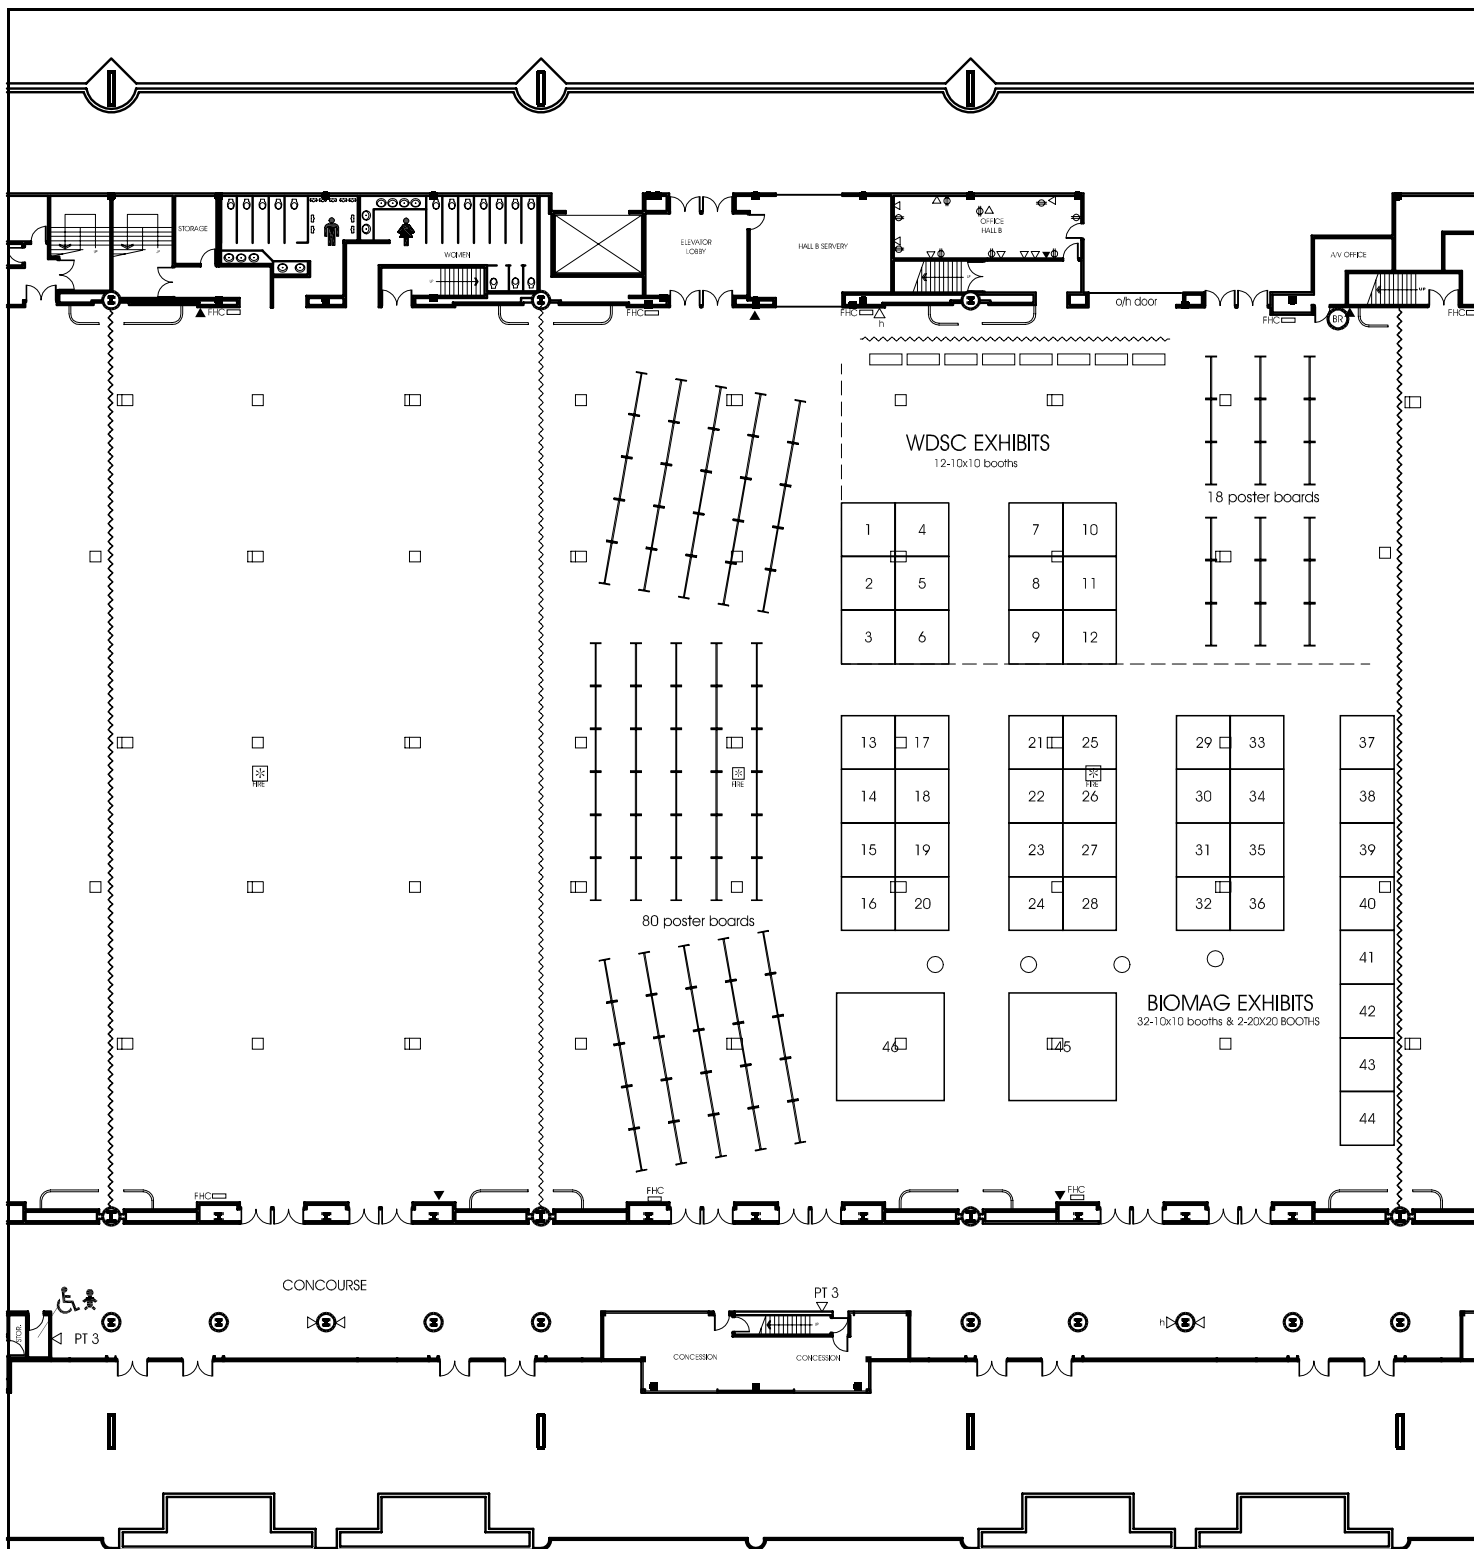 STORAGE
WOMEN
ELEVATOR
LOBBY
HALL B SERVERY
OFFICE
HALL B
A/V OFFICE
UP
o/h door
FHC
FHC
FHC
h
FHC
BR
FHC
WDSC EXHIBITS
12-10x10 booths
18 poster boards
1 4 7 10
2 5 8 11
3 6 9 12
13 17 21 25 29 33 37
FIRE FIRE FIRE
14 18 22 26 30 34 38
15 19 23 27 31 35 39
16 20 24 28 32 36 40
80 poster boards
41
BIOMAG EXHIBITS
32-10x10 booths & 2-20X20 BOOTHS
42
46 45
43
44
FHC
FHC
FHC
CONCOURSE
PT 3
STOR.
PT 3
h
CONCESSION
CONCESSION